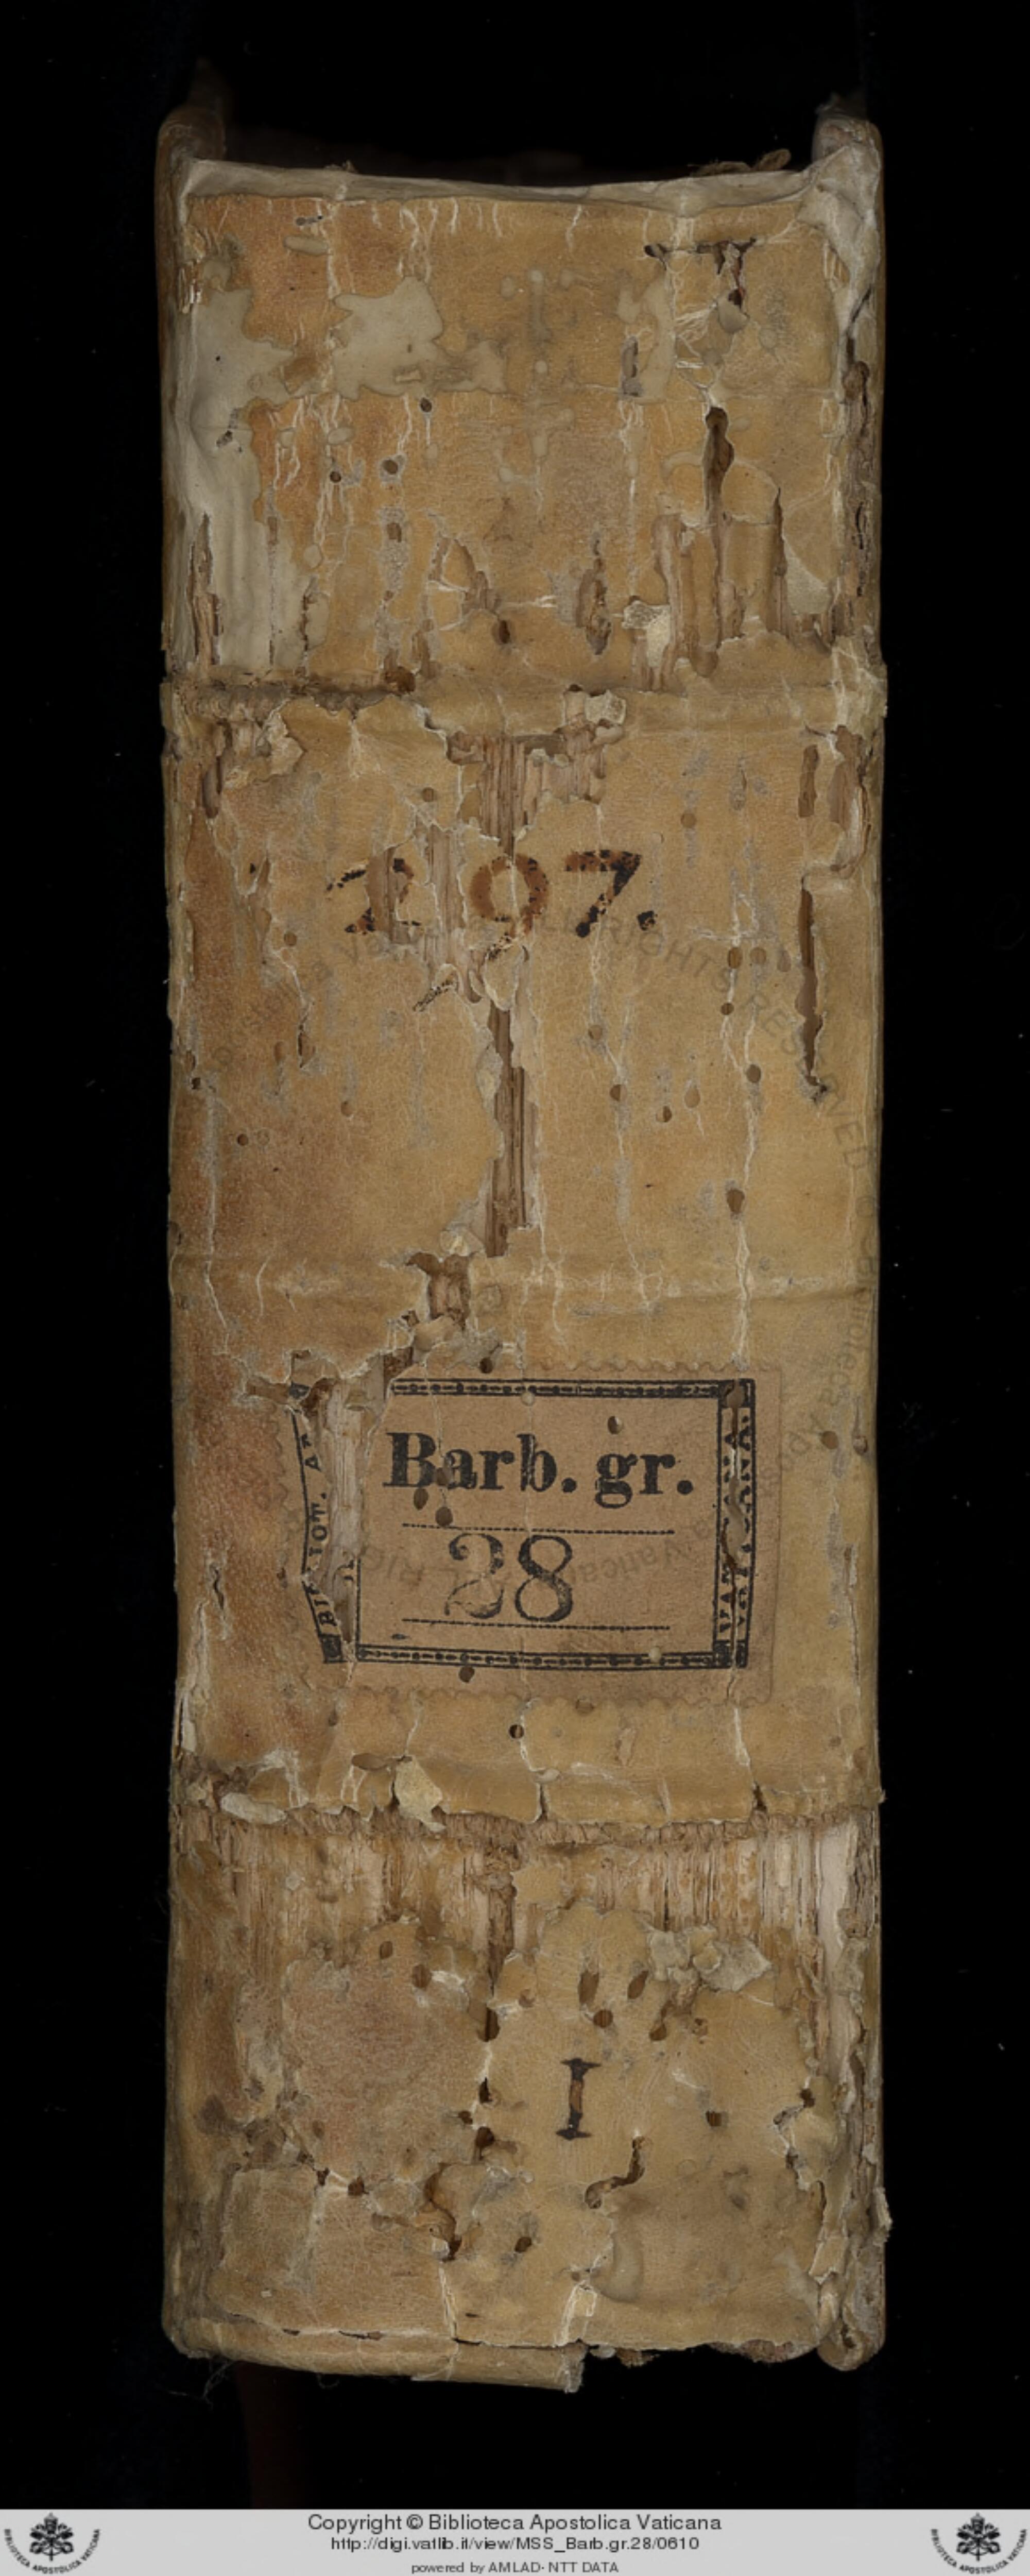 197.
Barb. gr.
28
I
Copyright © Biblioteca Apostolica Vaticana
http://digi.vatlib.it/view/MSS_Barb.gr.28/0610
powered by AMLAD-NTT DATA